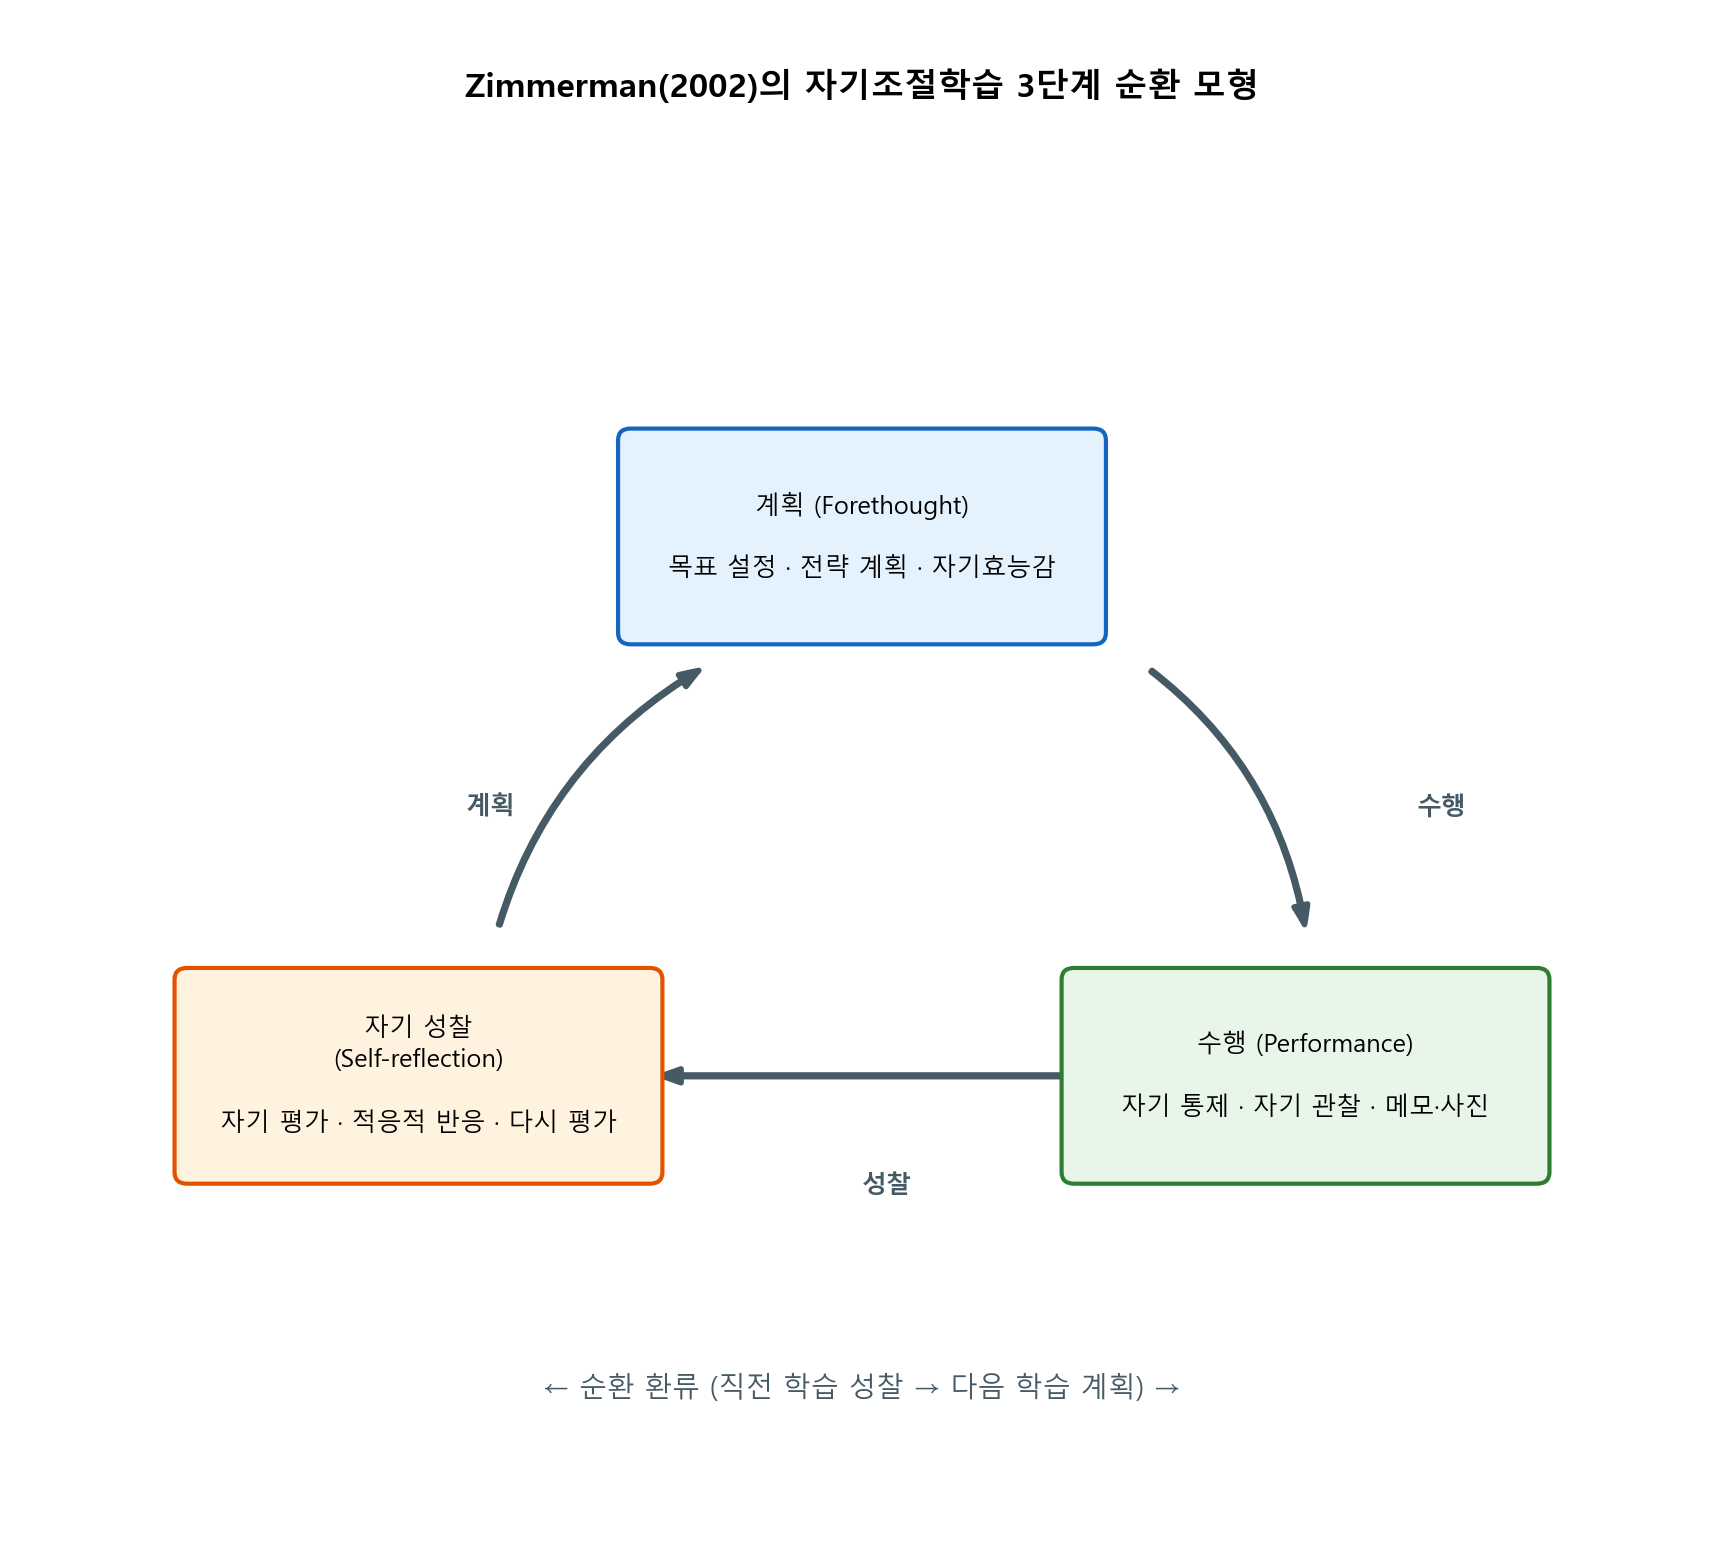 Zimmerman(2002)의 자기조절학습 3단계 순환 모형
계획 (Forethought)
목표 설정 · 전략 계획 · 자기효능감
계획
수행
자기 성찰
(Self-reflection)
자기 평가 · 적응적 반응 · 다시 평가
수행 (Performance)
자기 통제 · 자기 관찰 · 메모·사진
성찰
← 순환 환류 (직전 학습 성찰 → 다음 학습 계획) →